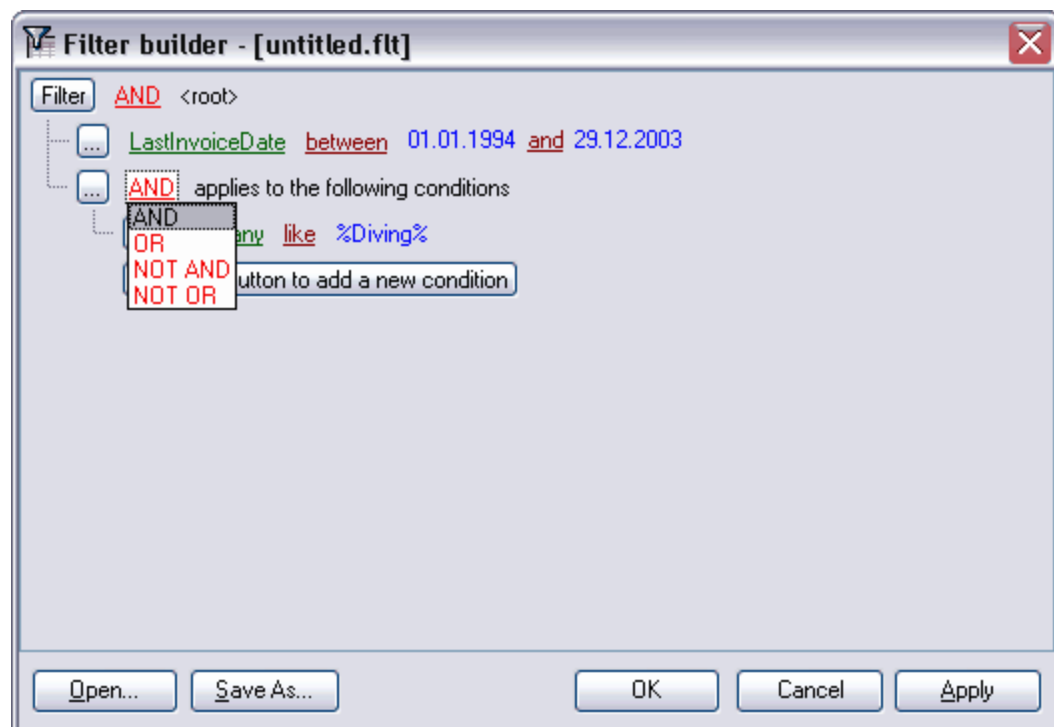 Filter builder - [untitled.flt]
Filter AND <root>
... LastInvoiceDate between 01.01.1994 and 29.12.2003
... AND applies to the following conditions
AND
OR
NOT AND
NOT OR
like %Diving%
to add a new condition
Open... Save As... OK Cancel Apply